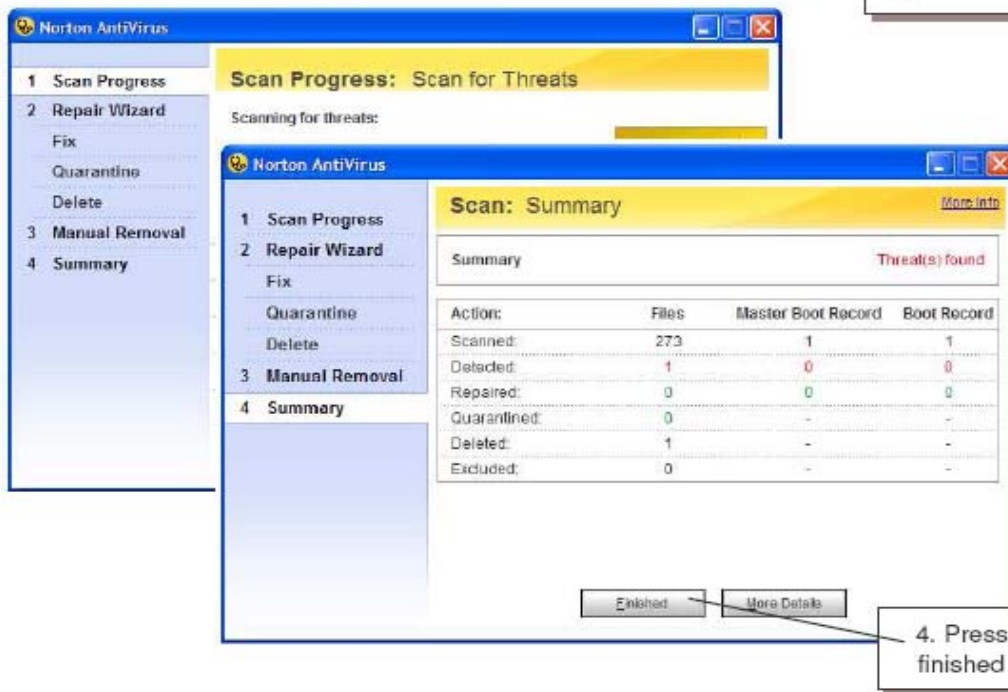 Norton AntiVirus
1 Scan Progress
2 Repair Wizard
Fix
Quarantine
Delete
3 Manual Removal
4 Summary
Scan Progress: Scan for Threats
Scanning for threats:
Norton AntiVirus
1 Scan Progress
2 Repair Wizard
Fix
Quarantine
Delete
3 Manual Removal
4 Summary
Scan: Summary More Info
Summary Threat(s) found
Action: Files Master Boot Record Boot Record
Scanned: 273 1 1
Detected: 1 0 0
Repaired: 0 0 0
Quarantined: 0 - -
Deleted: 1 - -
Excluded: 0 - -
Finished More Details
4. Press
finished